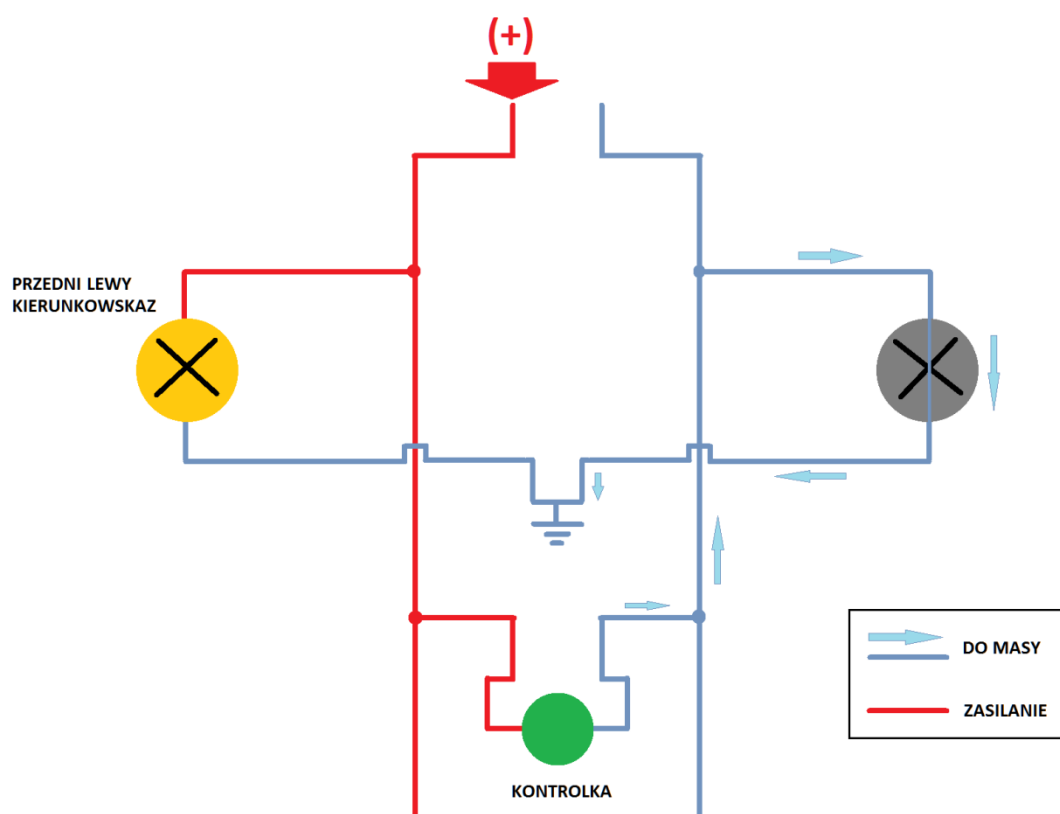 (+)
PRZEDNI LEWY
KIERUNKOWSKAZ
DO MASY
ZASILANIE
KONTROLKA